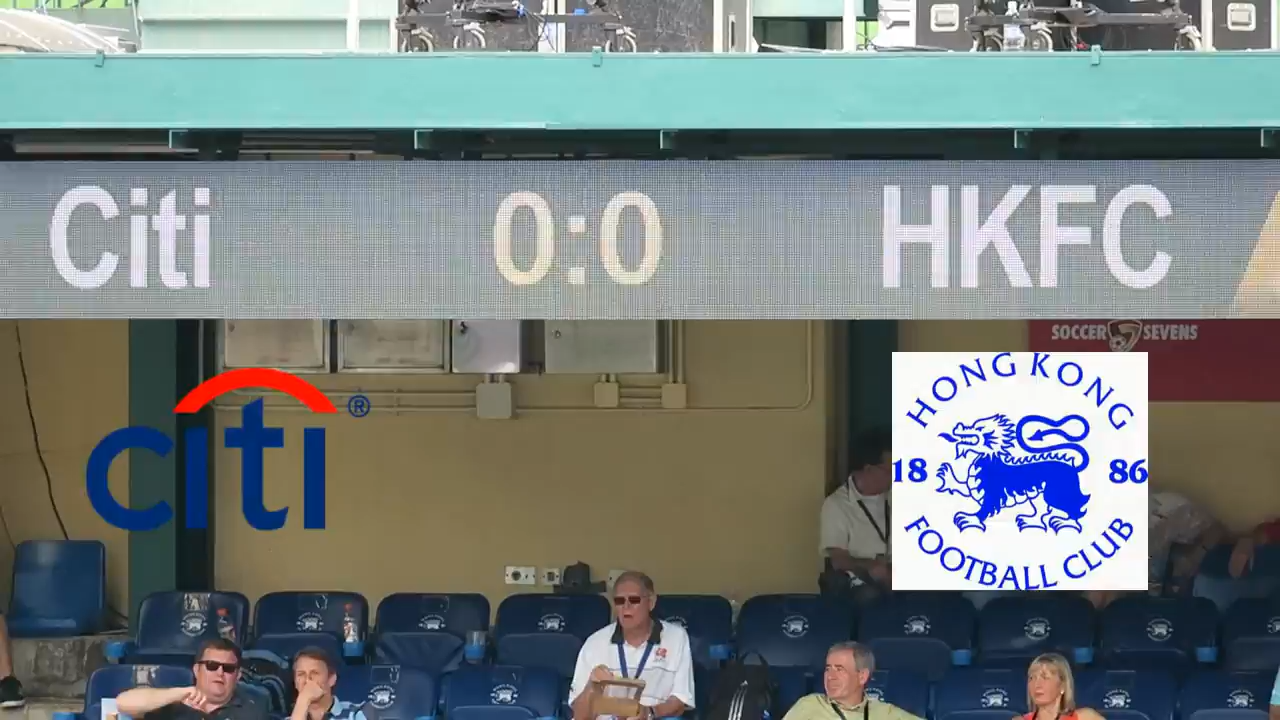 Citi 0:0 HKFC
SOCCER SEVENS
citi®
HONG KONG
18 86
FOOTBALL CLUB